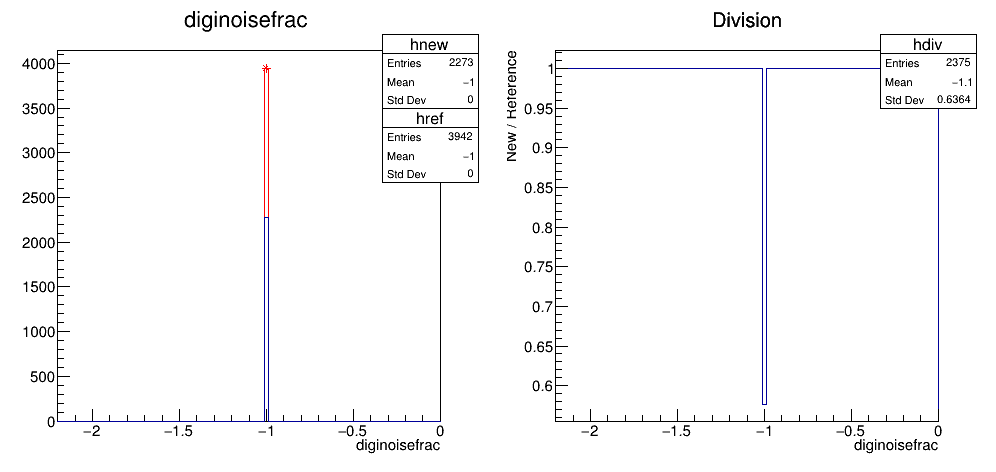 diginoisefrac
hnew
Entries 2273
Mean −1
Std Dev 0
href
Entries 3942
Mean −1
Std Dev 0
4000
3500
3000
2500
2000
1500
1000
500
0
−2 −1.5 −1 −0.5 0
diginoisefrac
Division
hdiv
Entries 2375
Mean −1.1
Std Dev 0.6364
New / Reference
1
0.95
0.9
0.85
0.8
0.75
0.7
0.65
0.6
−2 −1.5 −1 −0.5 0
diginoisefrac